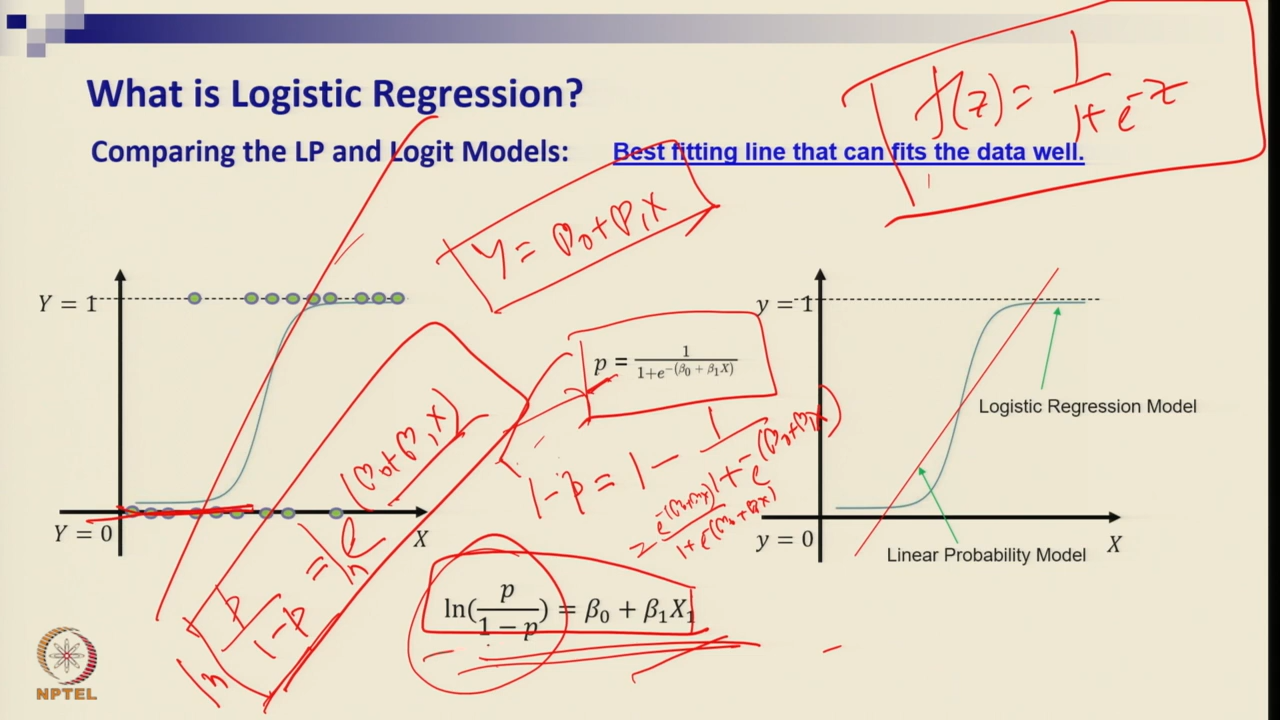 What is Logistic Regression?
f(z) = 1/(1+e^-z)
Comparing the LP and Logit Models: Best fitting line that can fits the data well.
Y = β0+β1X
Y = 1
y = 1
p = 1/(1+e^−(β0 + β1X))
Logistic Regression Model
1-p = 1 - 1/(1+e^-(β0+β1X))
= e^-(β0+β1X)/(1+e^-(β0+β1X))
ln p/(1-p) = ln e^(β0+β1X)
Y = 0
X
y = 0
Linear Probability Model
X
ln(p/(1 − p)) = β0 + β1X1
NPTEL